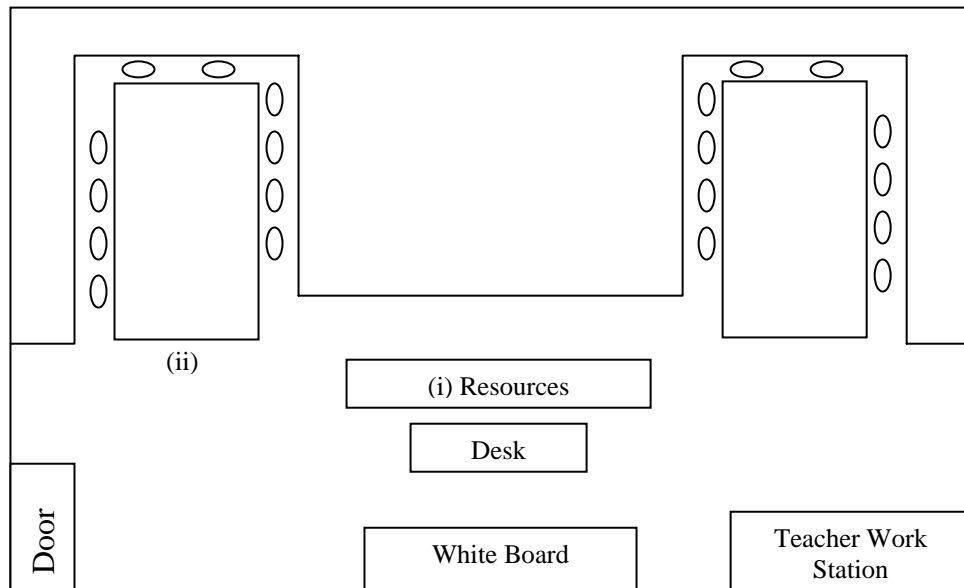 (ii)
(i) Resources
Desk
Door
White Board
Teacher Work
Station